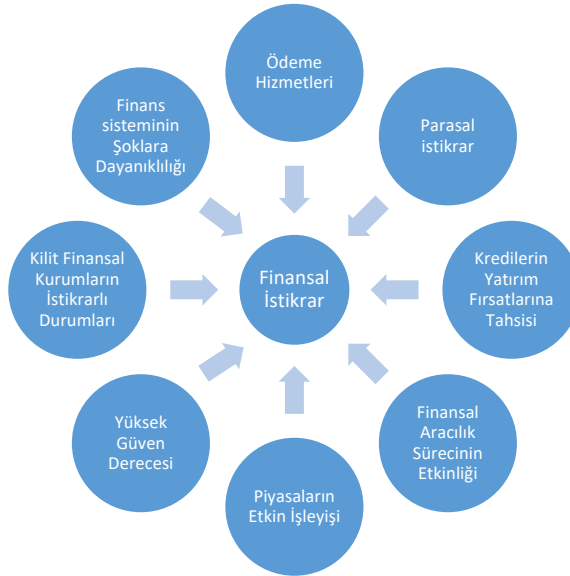 Ödeme
Hizmetleri
Parasal
istikrar
Kredilerin
Yatırım
Fırsatlarına
Tahsisi
Finansal
Aracılık
Sürecinin
Etkinliği
Piyasaların
Etkin İşleyişi
Yüksek
Güven
Derecesi
Kilit Finansal
Kurumların
İstikrarlı
Durumları
Finans
sisteminin
Şoklara
Dayanıklılığı
Finansal
İstikrar